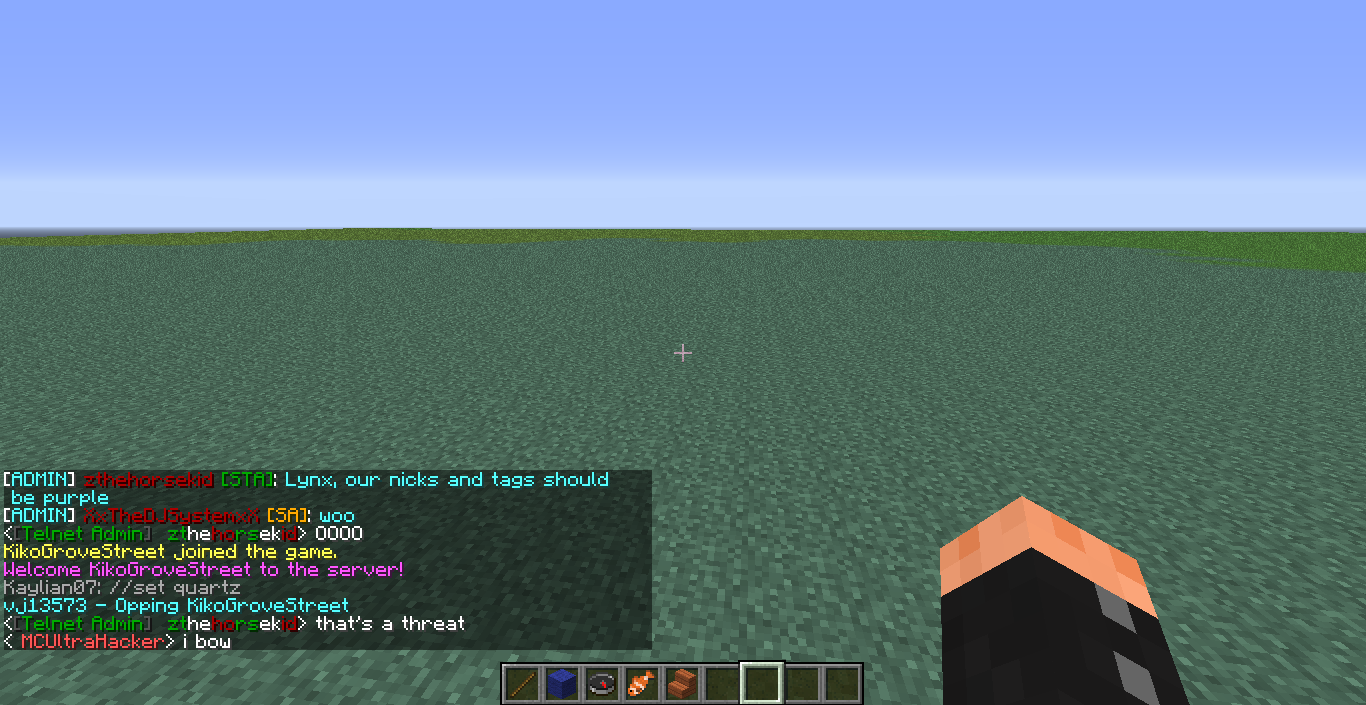 [ADMIN] zthehorsekid [STA]: Lynx, our nicks and tags should
be purple
[ADMIN] XxTheDJSystemxX [SA]: woo
<[Telnet Admin] zthehorsekid> 0000
KikoGroveStreet joined the game.
Welcome KikoGroveStreet to the server!
Kaylian07: //set quartz
vj13573 - Opping KikoGroveStreet
<[Telnet Admin] zthehorsekid> that's a threat
< MCUltraHacker> i bow